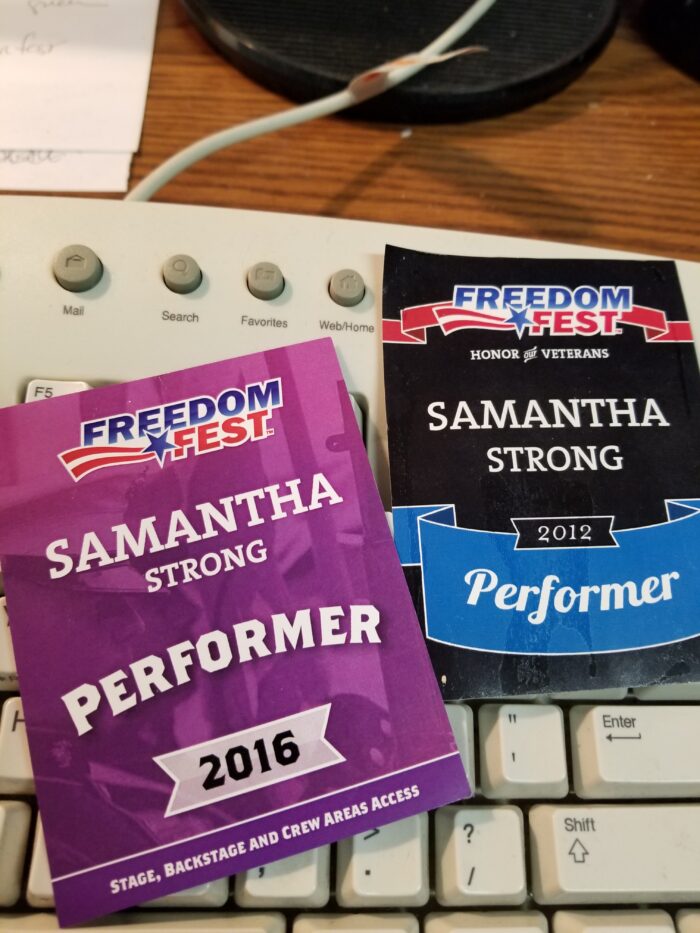 Mail
Search
Favorites
Web/Home
F5
FREEDOM
FEST
SAMANTHA
STRONG
PERFORMER
2016
STAGE, BACKSTAGE AND CREW AREAS ACCESS
FREEDOM
FEST
HONOR our VETERANS
SAMANTHA
STRONG
2012
Performer
H
"
'
Enter
>
.
,
?
/
Shift